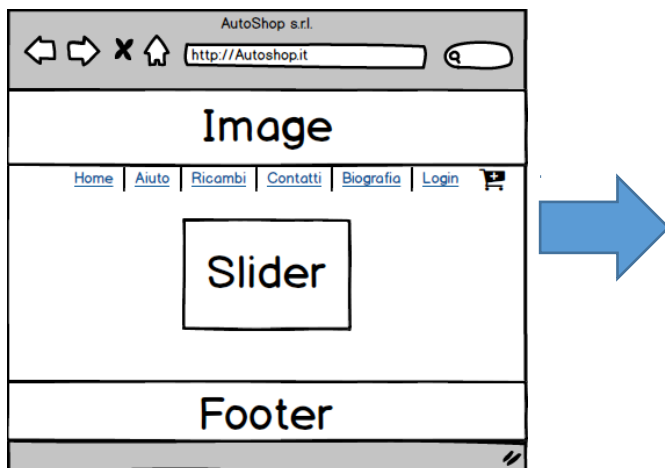 AutoShop s.r.l.
http://Autoshop.it
Image
Home Aiuto Ricambi Contatti Biografia Login
Slider
Footer